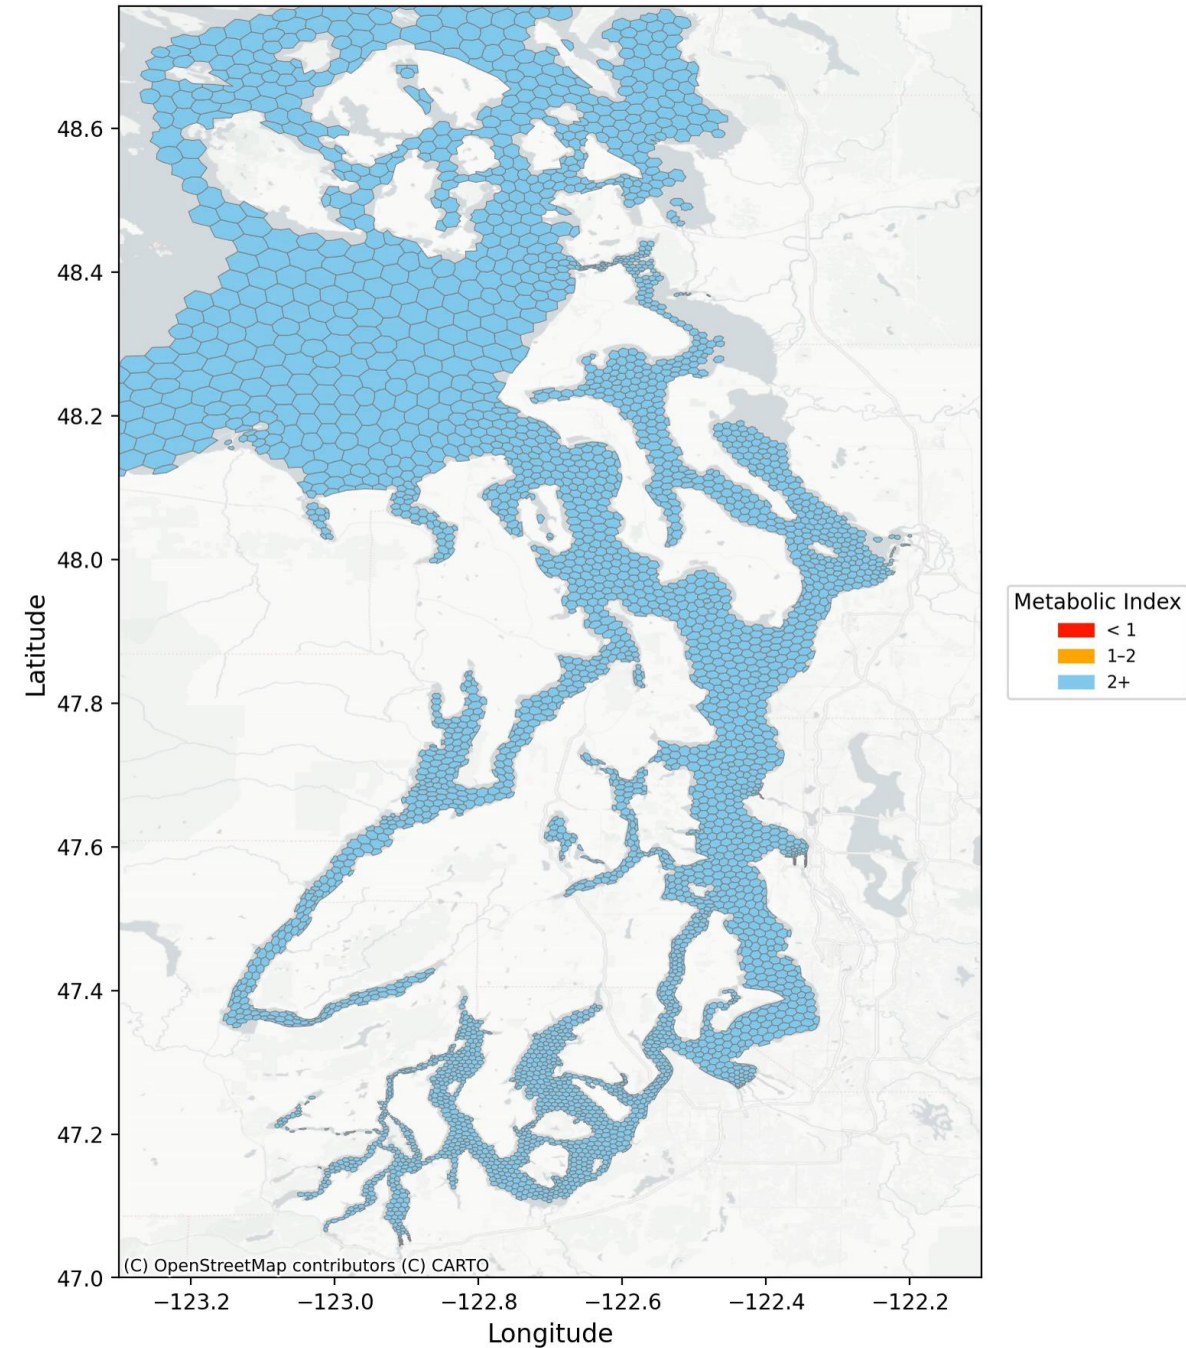 48.6
48.4
48.2
48.0
47.8
47.6
47.4
47.2
47.0
Latitude
Metabolic Index
< 1
1–2
2+
(C) OpenStreetMap contributors (C) CARTO
−123.2 −123.0 −122.8 −122.6 −122.4 −122.2
Longitude